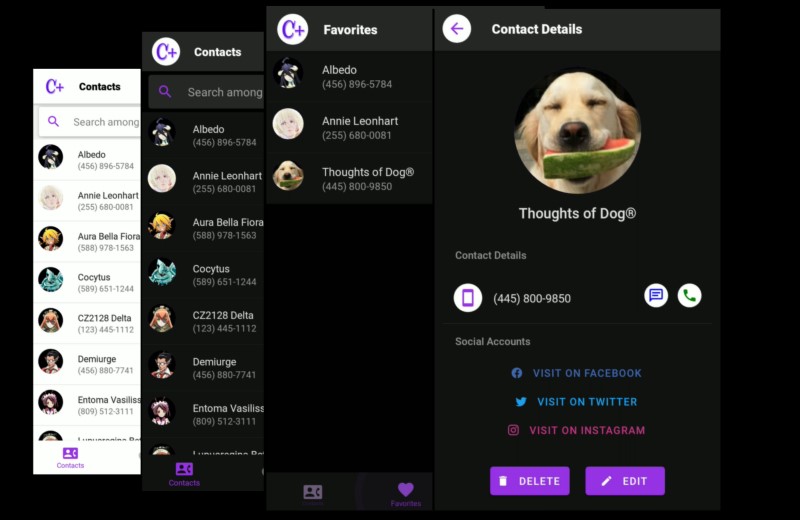 C+ Contacts
Search among
Albedo
(456) 896-5784
Annie Leonhart
(255) 680-0081
Aura Bella Fiora
(588) 978-1563
Cocytus
(589) 651-1244
CZ2128 Delta
(123) 445-1112
Demiurge
(456) 880-7741
Entoma Vasiliss
(809) 512-3111
Lupusregina Bet
Contacts
C+ Contacts
Search among
Albedo
(456) 896-5784
Annie Leonhart
(255) 680-0081
Aura Bella Fiora
(588) 978-1563
Cocytus
(589) 651-1244
CZ2128 Delta
(123) 445-1112
Demiurge
(456) 880-7741
Entoma Vasiliss
(809) 512-3111
Lupusregina Bet
Contacts
C+ Favorites
Albedo
(456) 896-5784
Annie Leonhart
(255) 680-0081
Thoughts of Dog®
(445) 800-9850
Favorites
Contact Details
Thoughts of Dog®
Contact Details
(445) 800-9850
Social Accounts
VISIT ON FACEBOOK
VISIT ON TWITTER
VISIT ON INSTAGRAM
DELETE
EDIT